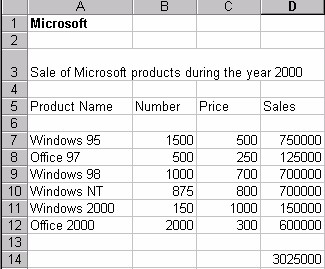 A B C D
1 Microsoft
2
3 Sale of Microsoft products during the year 2000
4
5 Product Name Number Price Sales
6
7 Windows 95 1500 500 750000
8 Office 97 500 250 125000
9 Windows 98 1000 700 700000
10 Windows NT 875 800 700000
11 Windows 2000 150 1000 150000
12 Office 2000 2000 300 600000
13
14 3025000